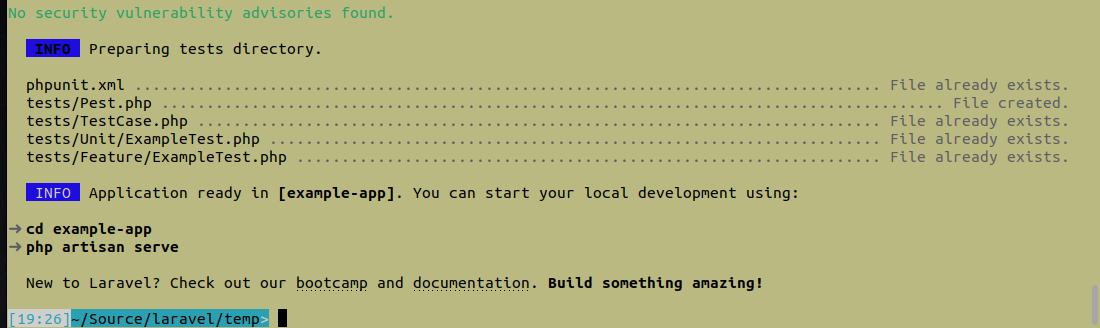 No security vulnerability advisories found.
INFO Preparing tests directory.
phpunit.xml ................................................................................... File already exists.
tests/Pest.php ....................................................................................... File created.
tests/TestCase.php ............................................................................ File already exists.
tests/Unit/ExampleTest.php .................................................................... File already exists.
tests/Feature/ExampleTest.php ................................................................. File already exists.
INFO Application ready in [example-app]. You can start your local development using:
➜ cd example-app
➜ php artisan serve
New to Laravel? Check out our bootcamp and documentation. Build something amazing!
[19:26]~/Source/laravel/temp>